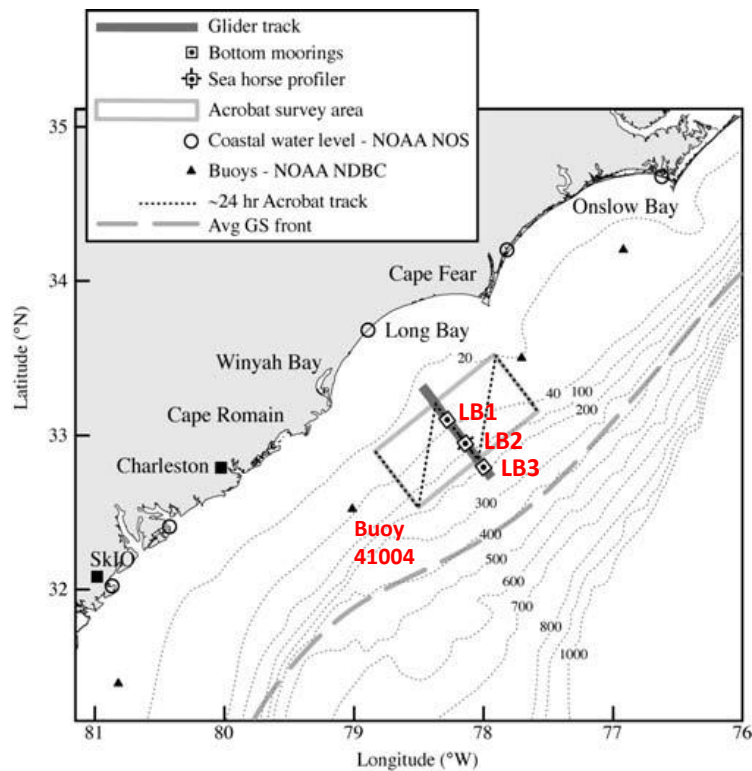 Glider track
Bottom moorings
Sea horse profiler
Acrobat survey area
Coastal water level - NOAA NOS
Buoys - NOAA NDBC
~24 hr Acrobat track
Avg GS front
35
34
33
32
Latitude (°N)
Onslow Bay
Cape Fear
Long Bay
Winyah Bay
Cape Romain
Charleston
SkIO
20
40
100
200
LB1
LB2
LB3
Buoy
41004
300
400
500
600
700
800
1000
81
80
79
78
77
76
Longitude (°W)